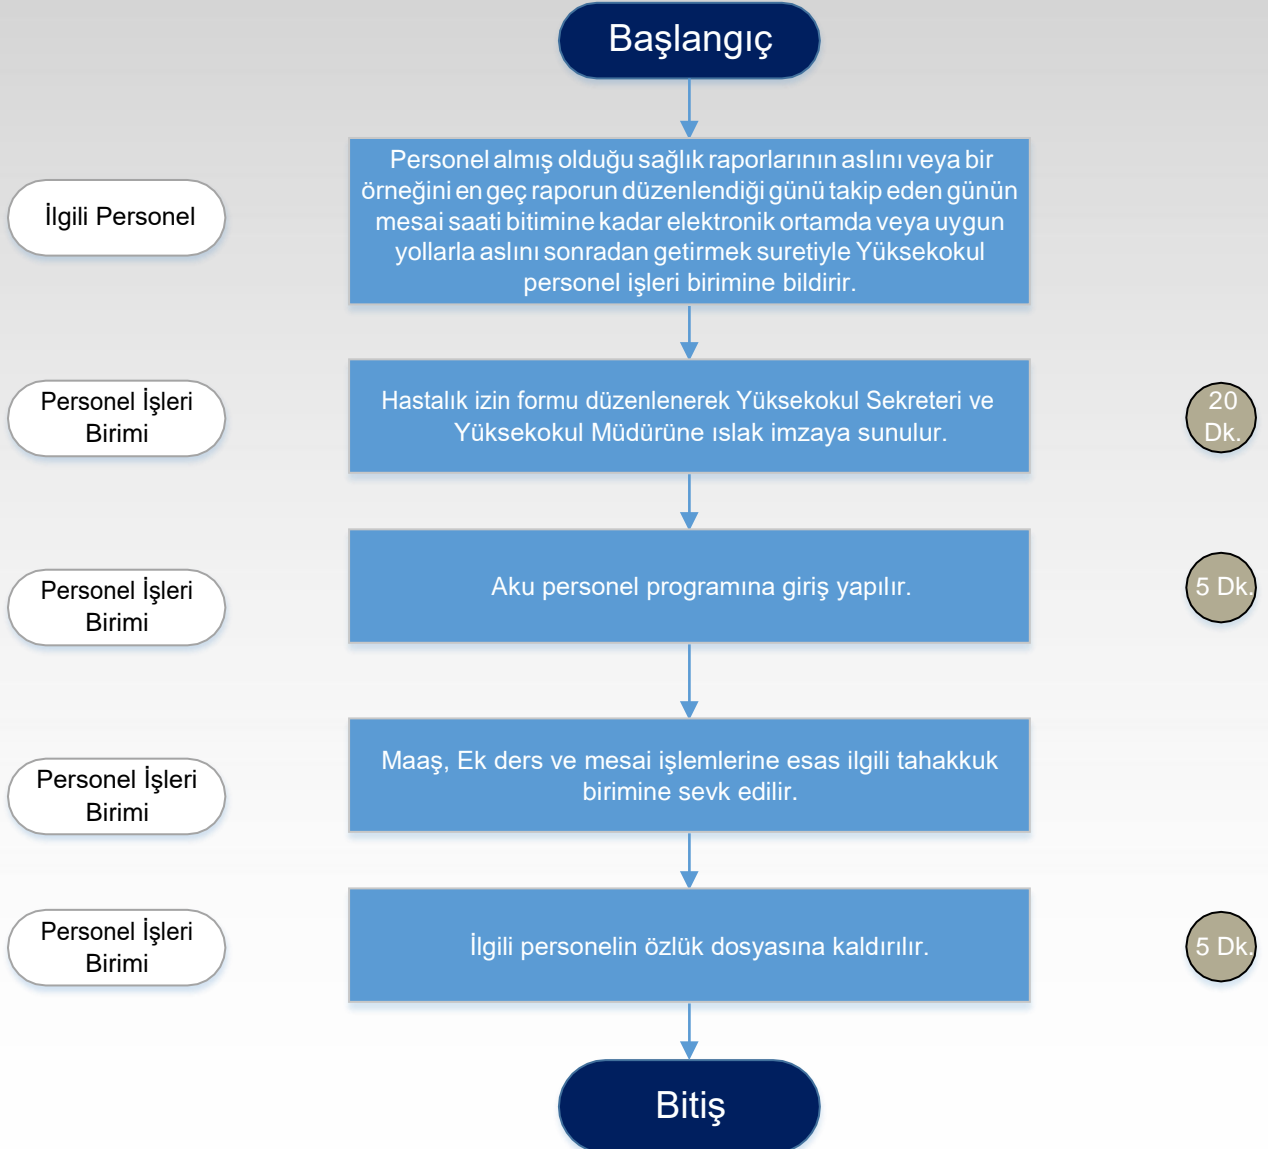 Başlangıç
İlgili Personel
Personel almış olduğu sağlık raporlarının aslını veya bir
örneğini en geç raporun düzenlendiği günü takip eden günün
mesai saati bitimine kadar elektronik ortamda veya uygun
yollarla aslını sonradan getirmek suretiyle Yüksekokul
personel işleri birimine bildirir.
Personel İşleri
Birimi
Hastalık izin formu düzenlenerek Yüksekokul Sekreteri ve
Yüksekokul Müdürüne ıslak imzaya sunulur.
20
Dk.
Personel İşleri
Birimi
Aku personel programına giriş yapılır.
5 Dk.
Personel İşleri
Birimi
Maaş, Ek ders ve mesai işlemlerine esas ilgili tahakkuk
birimine sevk edilir.
Personel İşleri
Birimi
İlgili personelin özlük dosyasına kaldırılır.
5 Dk.
Bitiş